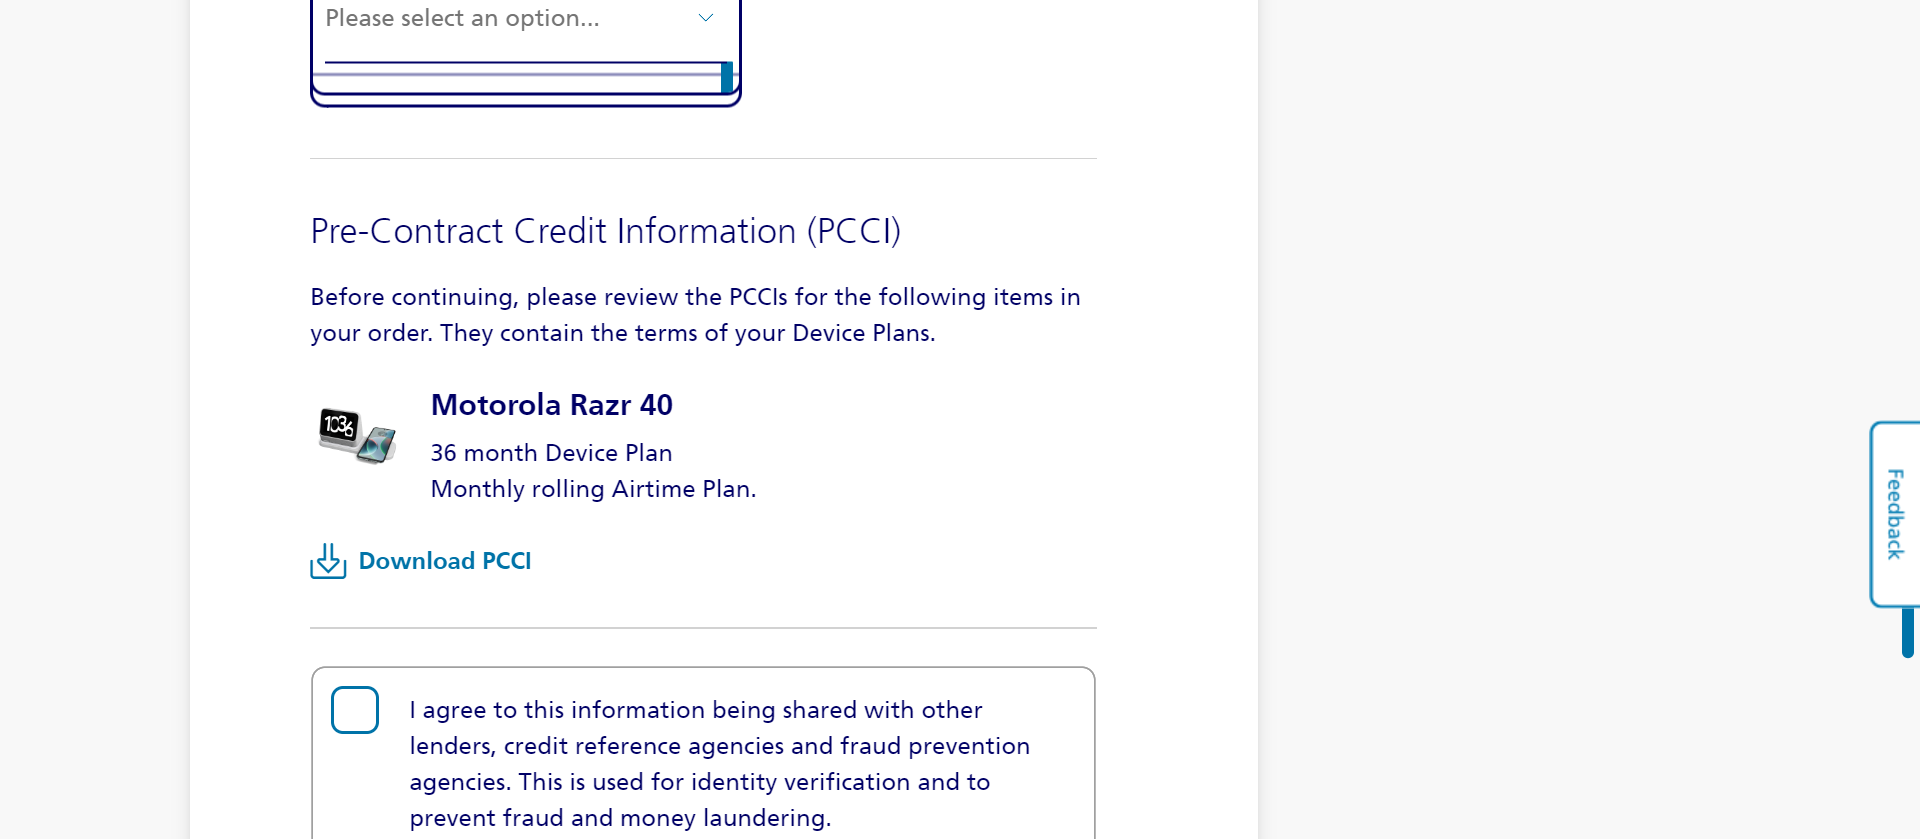 Please select an option...
Pre-Contract Credit Information (PCCI)
Before continuing, please review the PCCIs for the following items in
your order. They contain the terms of your Device Plans.
1036
Motorola Razr 40
36 month Device Plan
Monthly rolling Airtime Plan.
Download PCCI
Feedback
I agree to this information being shared with other
lenders, credit reference agencies and fraud prevention
agencies. This is used for identity verification and to
prevent fraud and money laundering.